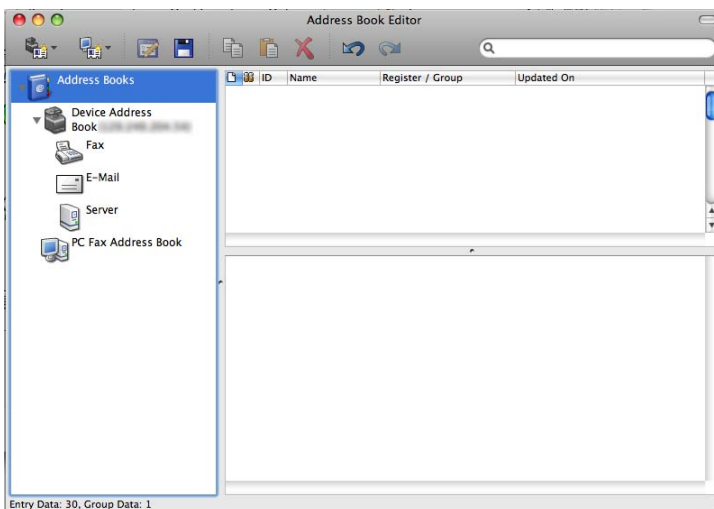 Address Book Editor
ID Name Register / Group Updated On
Address Books
Device Address
Book
Fax
E-Mail
Server
PC Fax Address Book
Entry Data: 30, Group Data: 1